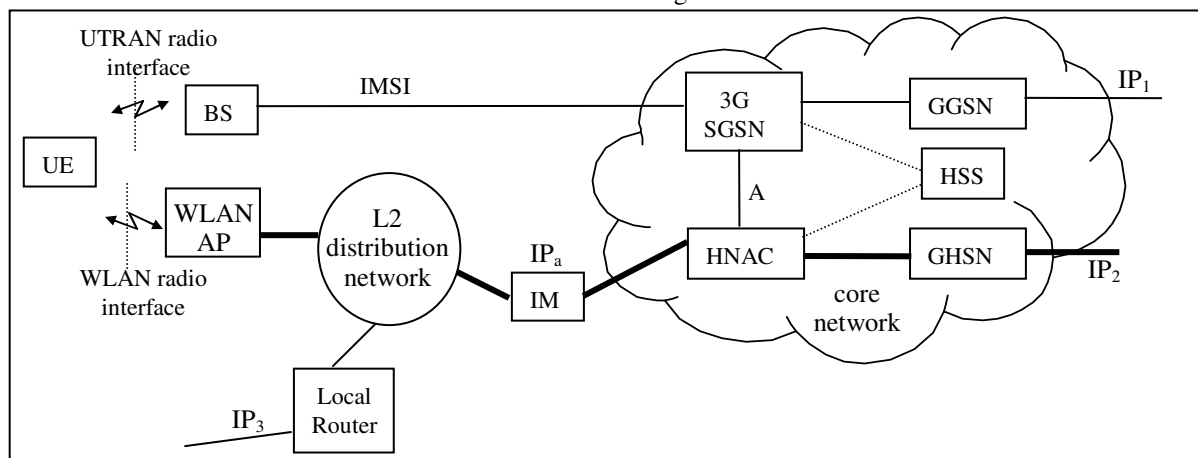 UTRAN radio
interface
UE
BS
IMSI
3G
SGSN
GGSN
IP₁
HSS
A
WLAN
AP
WLAN radio
interface
L2
distribution
network
IPₐ
IM
HNAC
GHSN
IP₂
core
network
Local
Router
IP₃